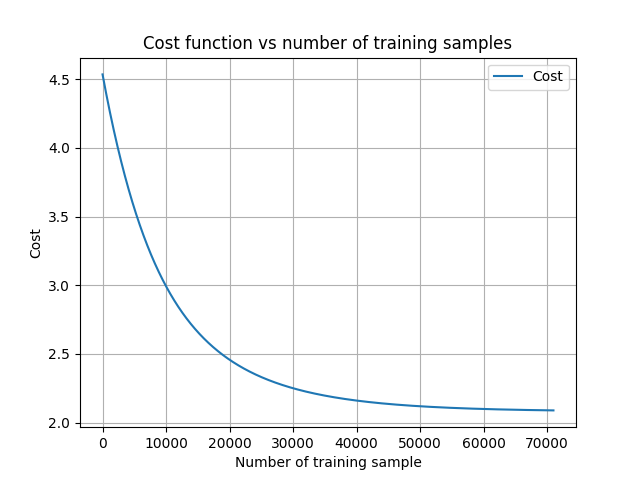 Cost function vs number of training samples
Cost
4.5
4.0
3.5
3.0
2.5
2.0
Cost
0 10000 20000 30000 40000 50000 60000 70000
Number of training sample